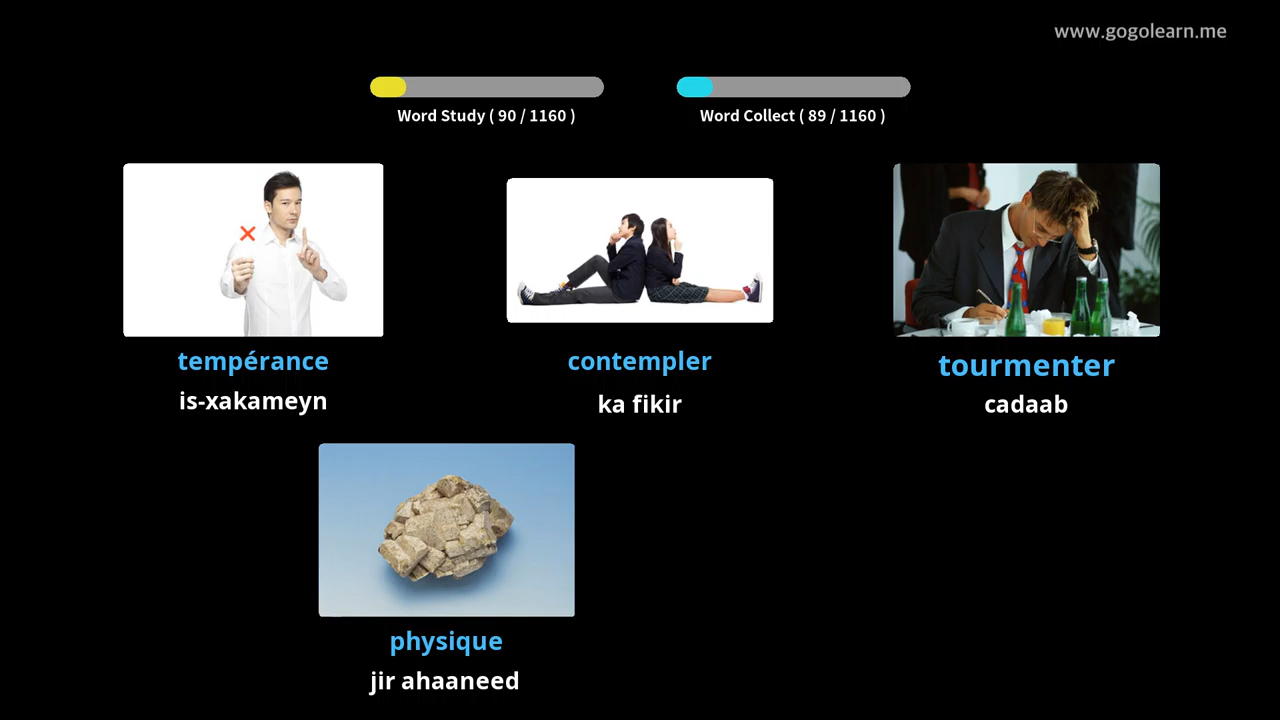 www.gogolearn.me
Word Study ( 90 / 1160 )
Word Collect ( 89 / 1160 )
tempérance
is-xakameyn
contempler
ka fikir
tourmenter
cadaab
physique
jir ahaaneed